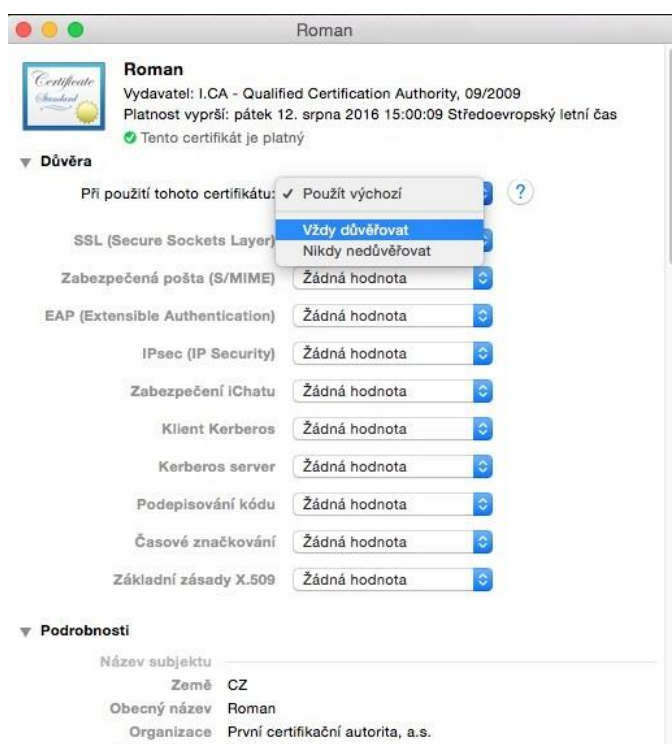 Roman
Certificate
Standard
Roman
Vydavatel: I.CA - Qualified Certification Authority, 09/2009
Platnost vyprší: pátek 12. srpna 2016 15:00:09 Středoevropský letní čas
Tento certifikát je platný
Důvěra
Při použití tohoto certifikátu: ✓ Použít výchozí ?
Vždy důvěřovat
Nikdy nedůvěřovat
SSL (Secure Sockets Layer)
Zabezpečená pošta (S/MIME) Žádná hodnota
EAP (Extensible Authentication) Žádná hodnota
IPsec (IP Security) Žádná hodnota
Zabezpečení iChatu Žádná hodnota
Klient Kerberos Žádná hodnota
Kerberos server Žádná hodnota
Podepisování kódu Žádná hodnota
Časové značkování Žádná hodnota
Základní zásady X.509 Žádná hodnota
Podrobnosti
Název subjektu
Země CZ
Obecný název Roman
Organizace První certifikační autorita, a.s.